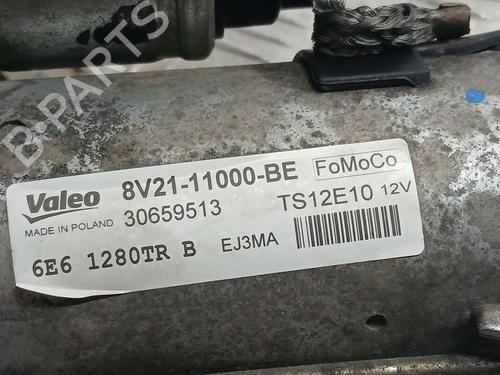 B-PARTS
Valeo 8V21-11000-BE FoMoCo
MADE IN POLAND 30659513 TS12E10 12V
6E6 1280TR B EJ3MA